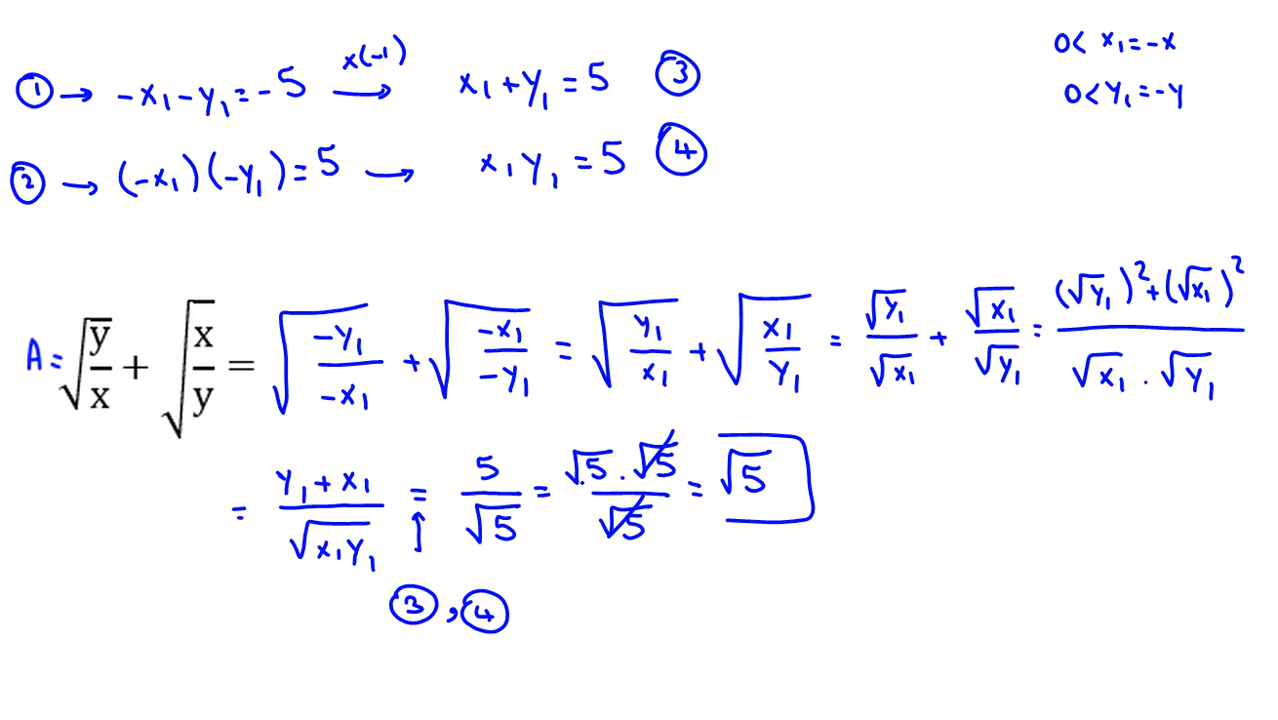 0 < x₁ = -x
① → -x₁ - y₁ = -5 —x(-1)→ x₁ + y₁ = 5 ③
0 < y₁ = -y
② → (-x₁)(-y₁) = 5 → x₁y₁ = 5 ④
A = √(y/x) + √(x/y) = √(-y₁/-x₁) + √(-x₁/-y₁) = √(y₁/x₁) + √(x₁/y₁) = √y₁/√x₁ + √x₁/√y₁ = ((√y₁)² + (√x₁)²)/(√x₁ . √y₁)
= (y₁ + x₁)/√(x₁y₁) = 5/√5 = (√5 . √5)/√5 = √5
↑
③ , ④